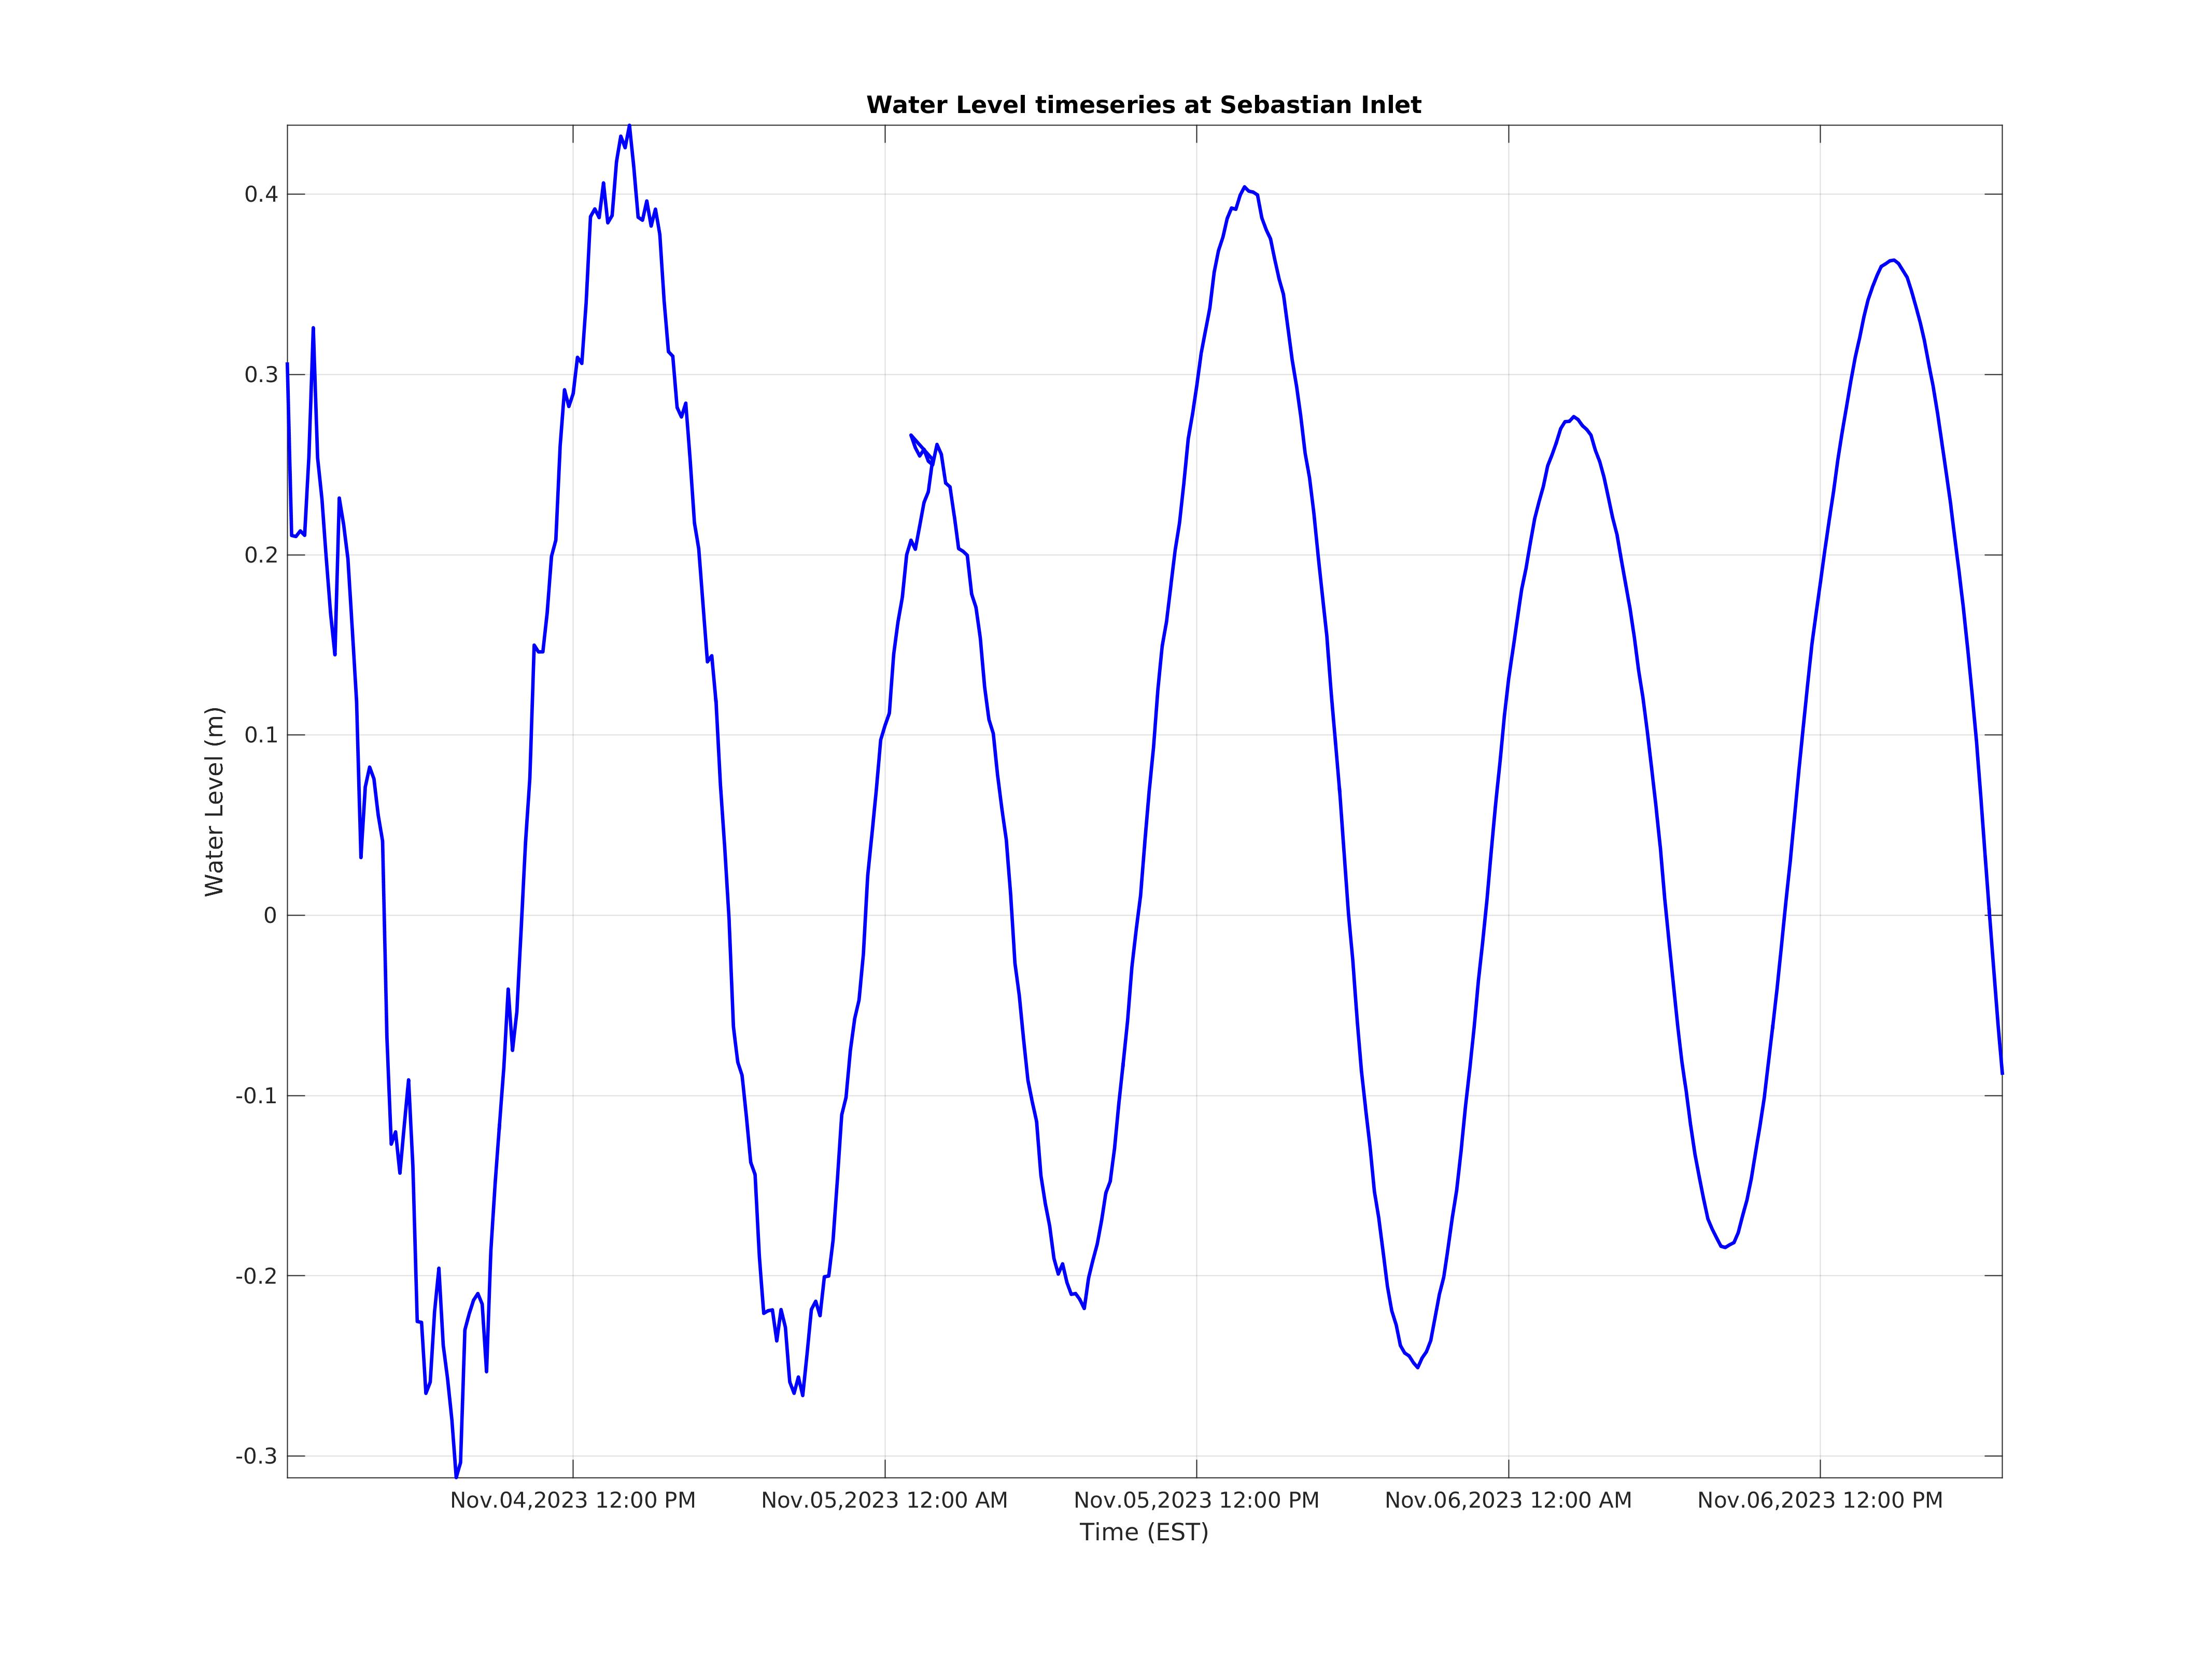 Water Level timeseries at Sebastian Inlet
0.4
0.3
0.2
0.1
0
-0.1
-0.2
-0.3
Water Level (m)
Nov.04,2023 12:00 PM
Nov.05,2023 12:00 AM
Nov.05,2023 12:00 PM
Nov.06,2023 12:00 AM
Nov.06,2023 12:00 PM
Time (EST)